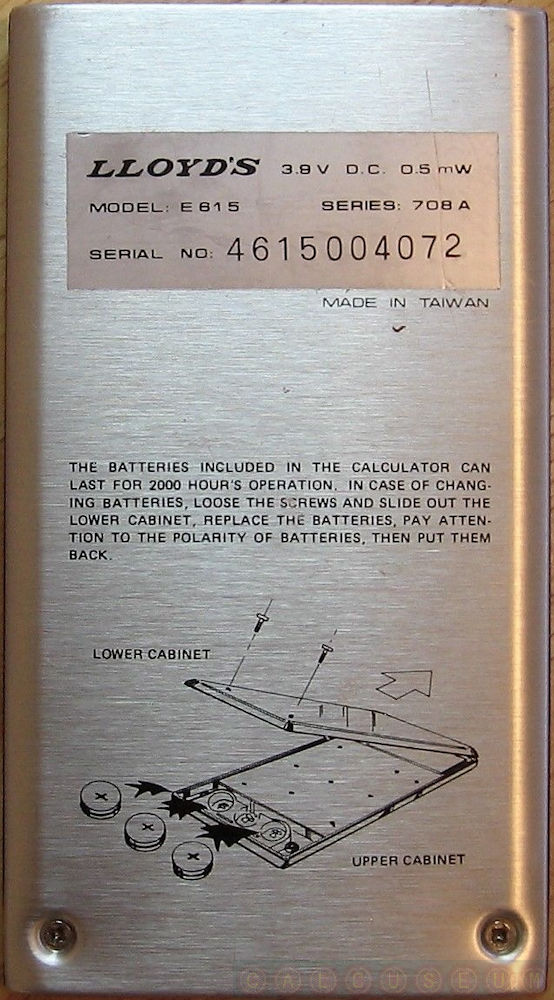 LLOYD'S 3.9V D.C. 0.5mW
MODEL: E615 SERIES: 708A
SERIAL NO: 4615004072
MADE IN TAIWAN
THE BATTERIES INCLUDED IN THE CALCULATOR CAN
LAST FOR 2000 HOUR'S OPERATION. IN CASE OF CHANG-
ING BATTERIES, LOOSE THE SCREWS AND SLIDE OUT THE
LOWER CABINET, REPLACE THE BATTERIES, PAY ATTEN-
TION TO THE POLARITY OF BATTERIES, THEN PUT THEM
BACK.
LOWER CABINET
UPPER CABINET
CALCUSEUM